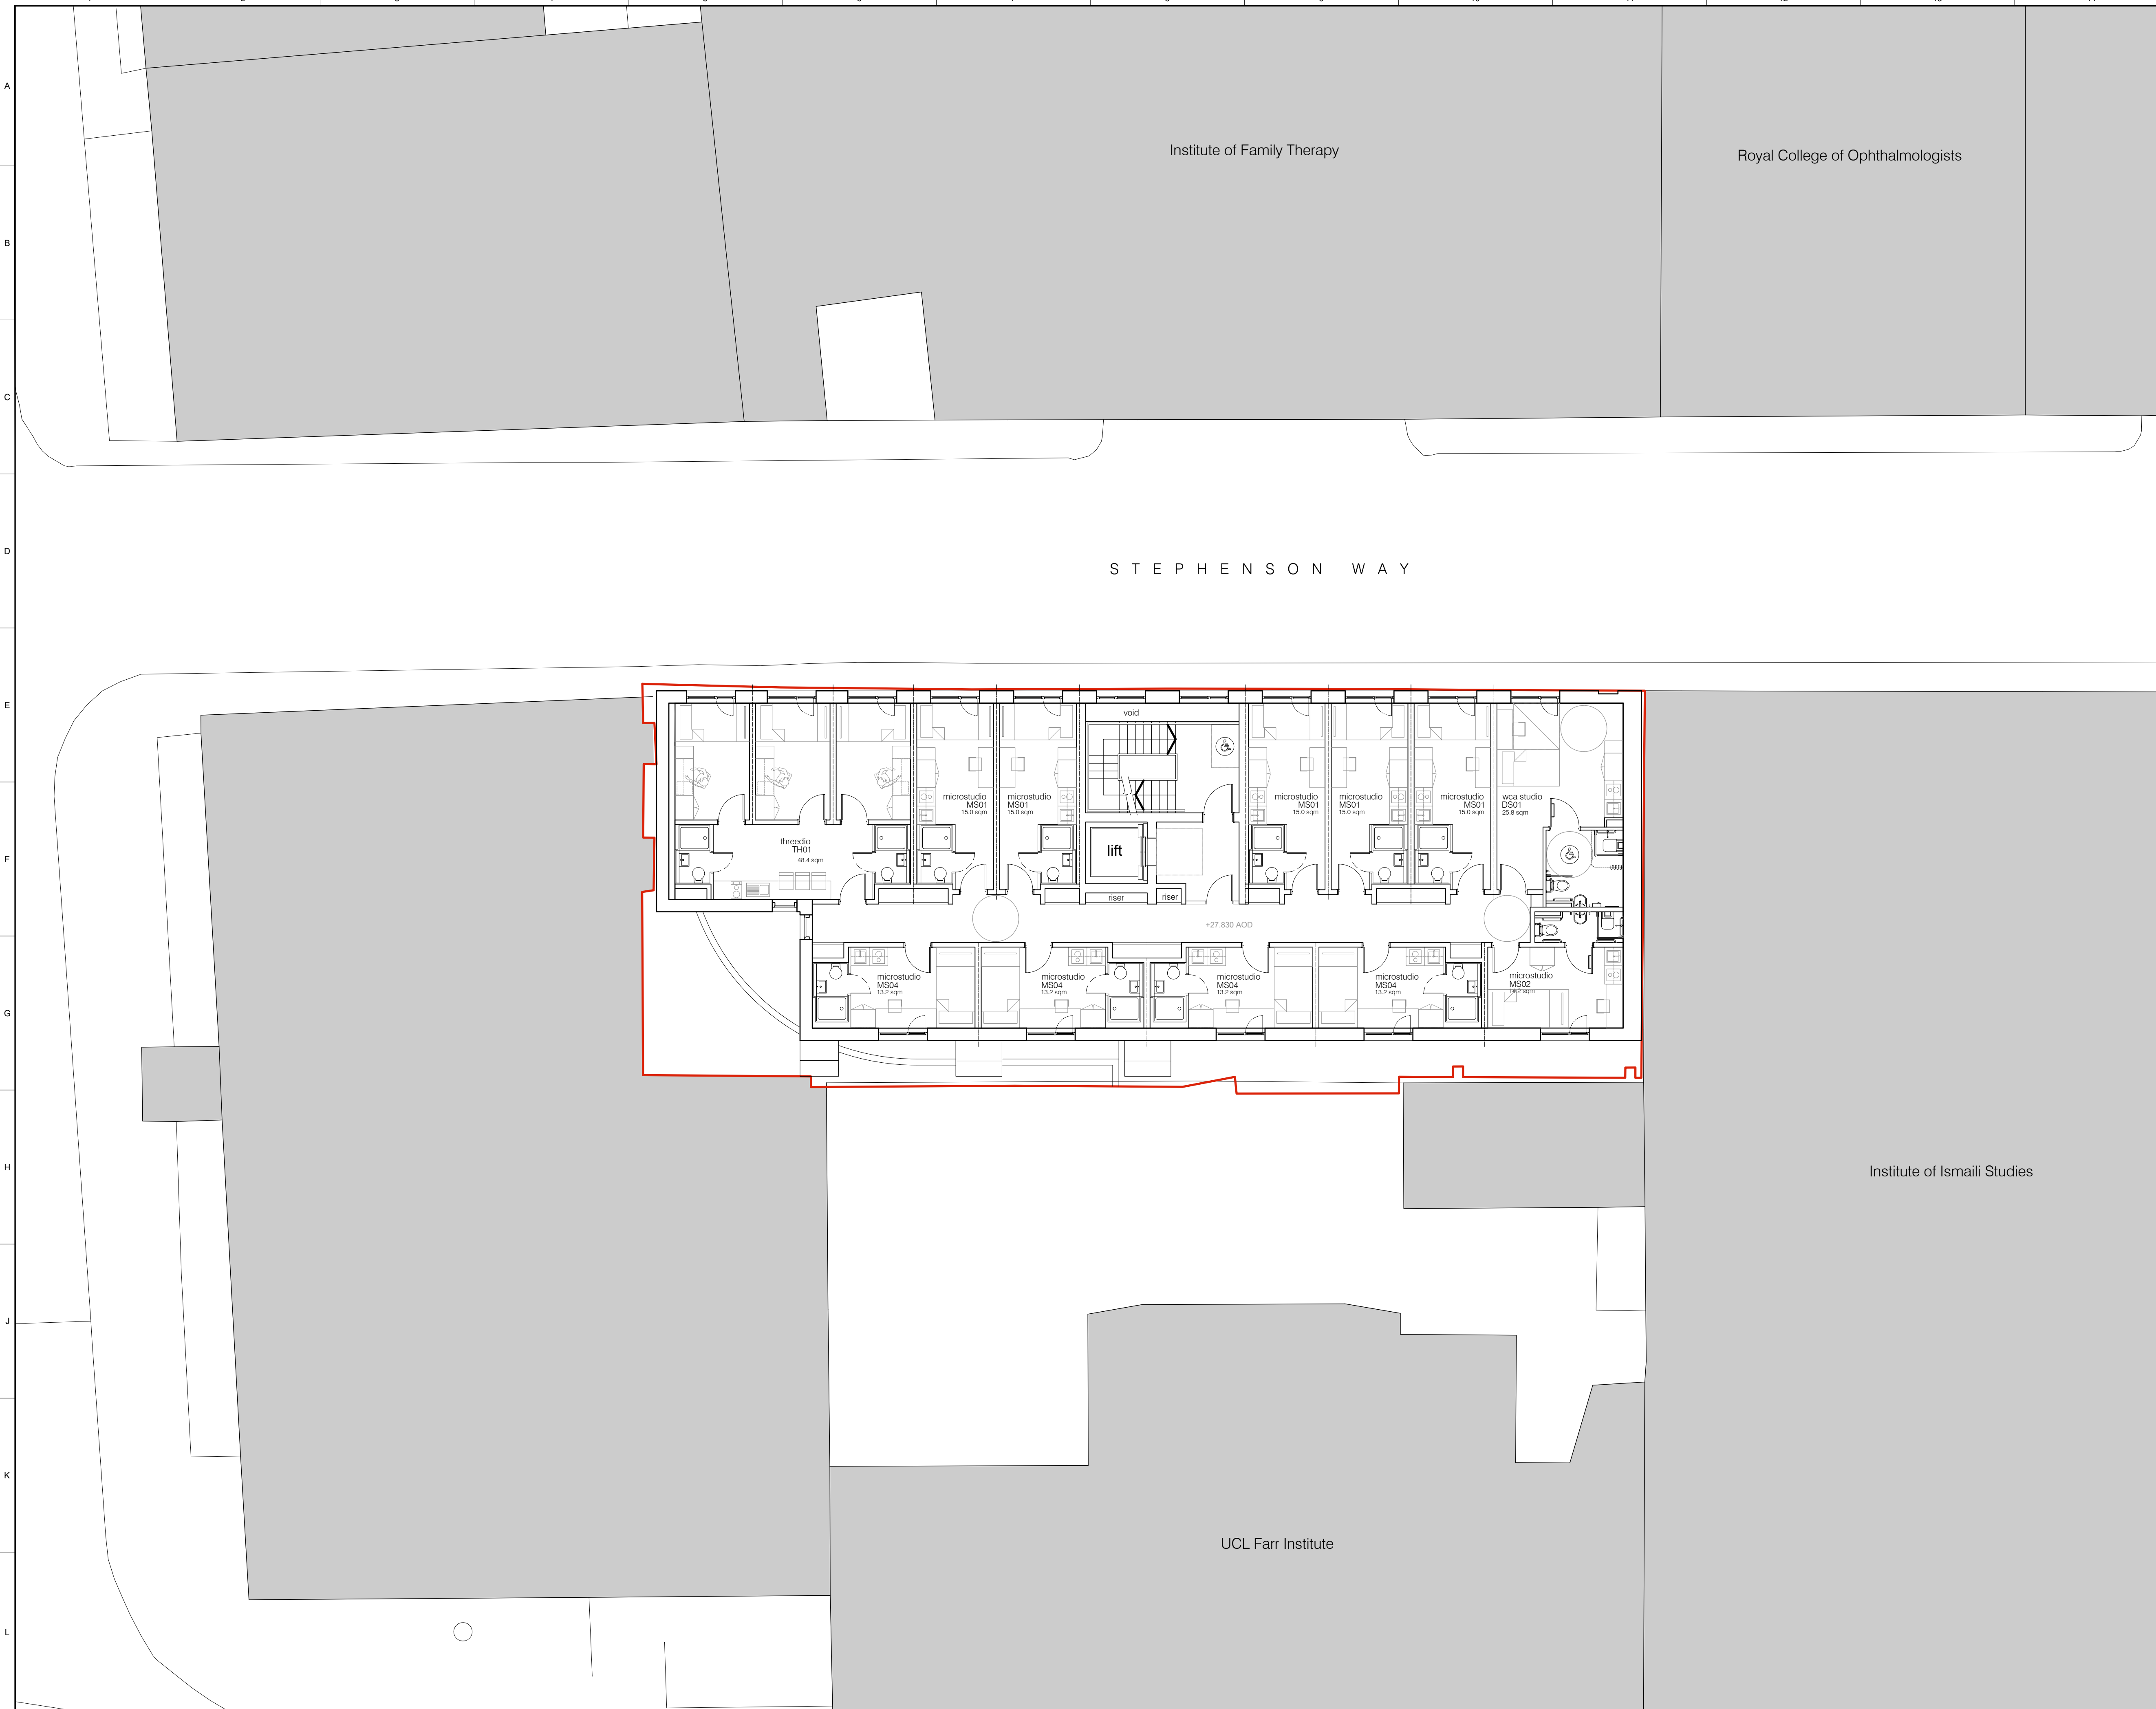 A
Institute of Family Therapy
Royal College of Ophthalmologists
B
C
D
STEPHENSON WAY
E
void
microstudio
MS01
15.0 sqm
microstudio
MS01
15.0 sqm
microstudio
MS01
15.0 sqm
microstudio
MS01
15.0 sqm
microstudio
MS01
15.0 sqm
wca studio
DS01
25.8 sqm
F
threedio
TH01
48.4 sqm
lift
riser
riser
+27.830 AOD
G
microstudio
MS04
13.2 sqm
microstudio
MS04
13.2 sqm
microstudio
MS04
13.2 sqm
microstudio
MS04
13.2 sqm
microstudio
MS02
14.2 sqm
H
Institute of Ismaili Studies
J
K
UCL Farr Institute
L